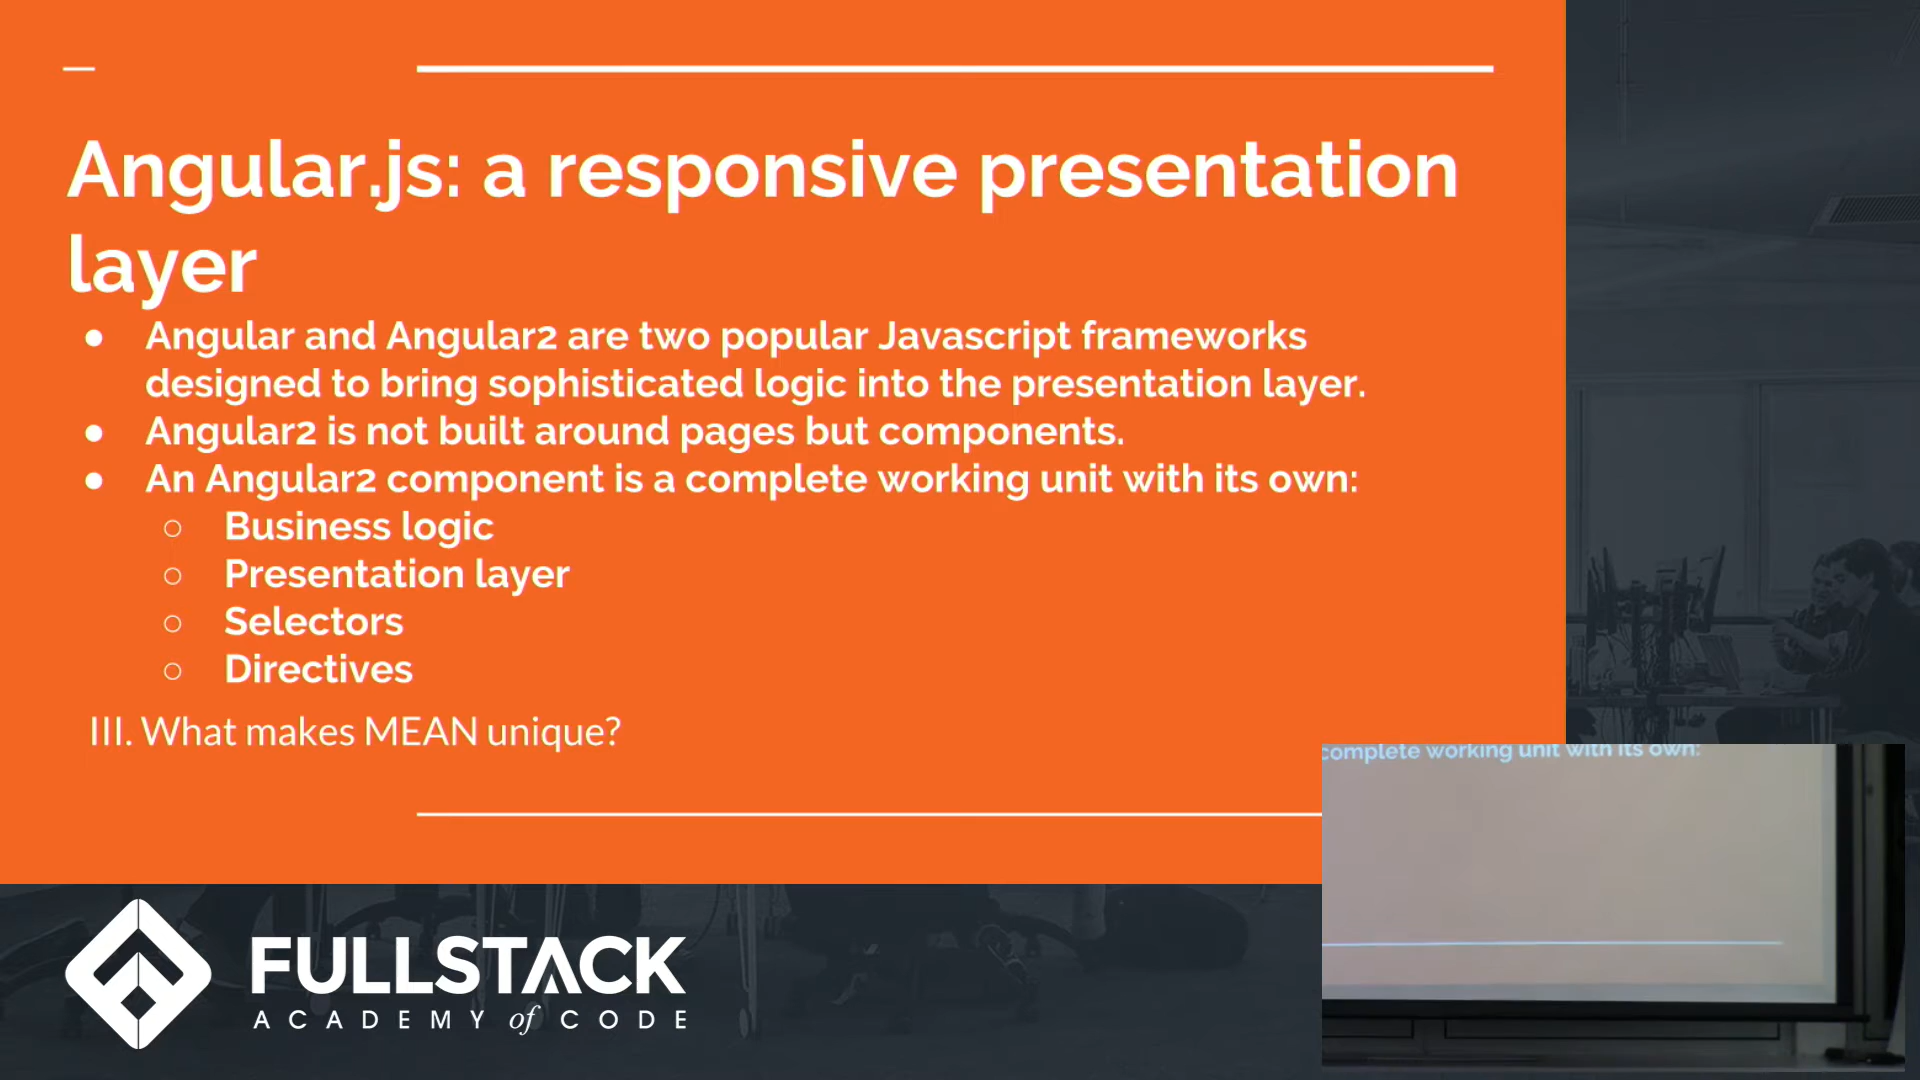 Angular.js: a responsive presentation
layer
● Angular and Angular2 are two popular Javascript frameworks
designed to bring sophisticated logic into the presentation layer.
● Angular2 is not built around pages but components.
● An Angular2 component is a complete working unit with its own:
○ Business logic
○ Presentation layer
○ Selectors
○ Directives
III. What makes MEAN unique?
complete working unit with its own:
FULLSTACK
ACADEMY of CODE